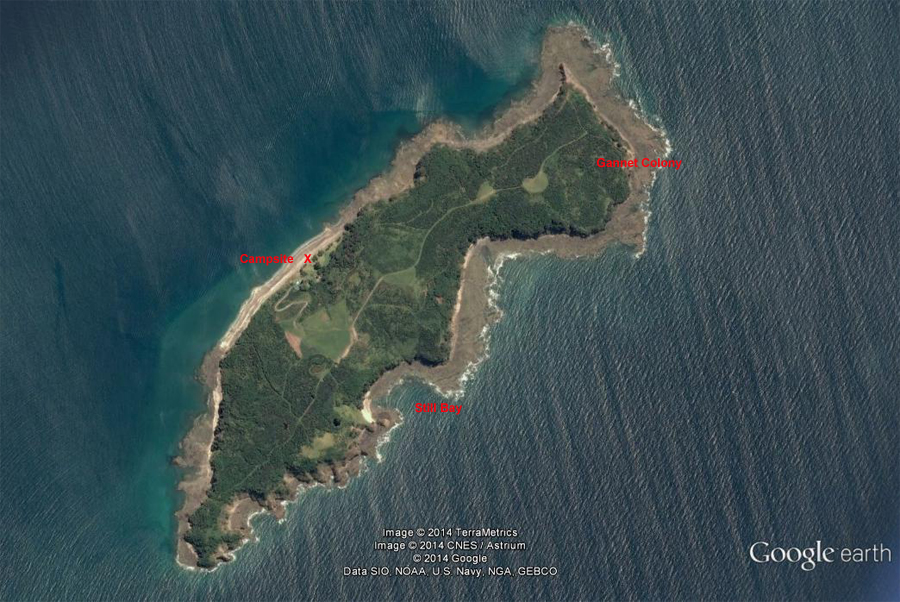 Gannet Colony
Campsite X
SW Bay
Image © 2014 TerraMetrics
Image © 2014 CNES / Astrium
© 2014 Google
Data SIO, NOAA, U.S. Navy, NGA, GEBCO
Google earth